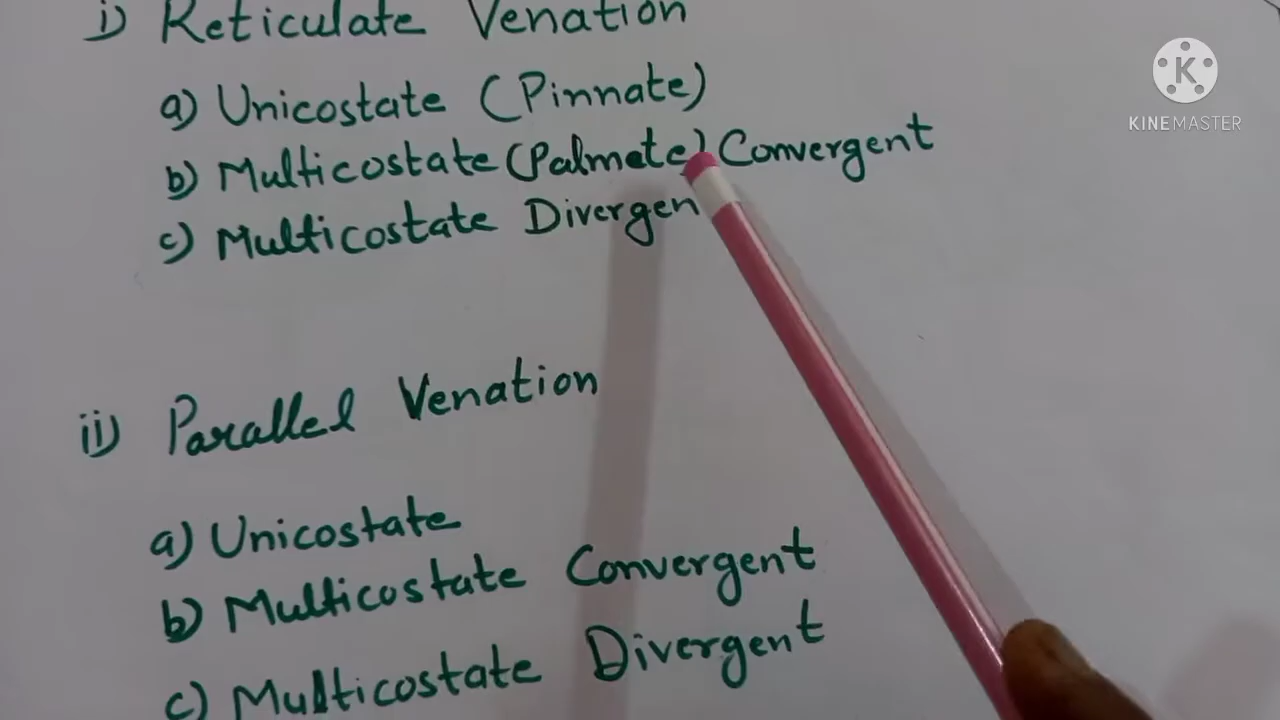 i) Reticulate Venation
a) Unicostate (Pinnate)
b) Multicostate (Palmate) Convergent
c) Multicostate Divergen
ii) Parallel Venation
a) Unicostate
b) Multicostate Convergent
c) Multicostate Divergent
K
KINEMASTER